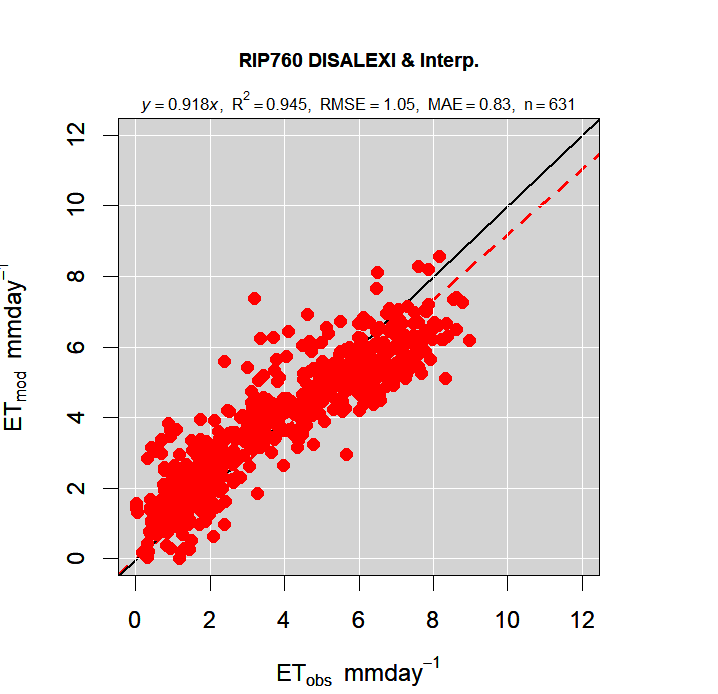 RIP760 DISALEXI & Interp.
y = 0.918x, R² = 0.945, RMSE = 1.05, MAE = 0.83, n = 631
12
10
8
6
4
2
0
ETmod mmday⁻¹
0 2 4 6 8 10 12
ETobs mmday⁻¹